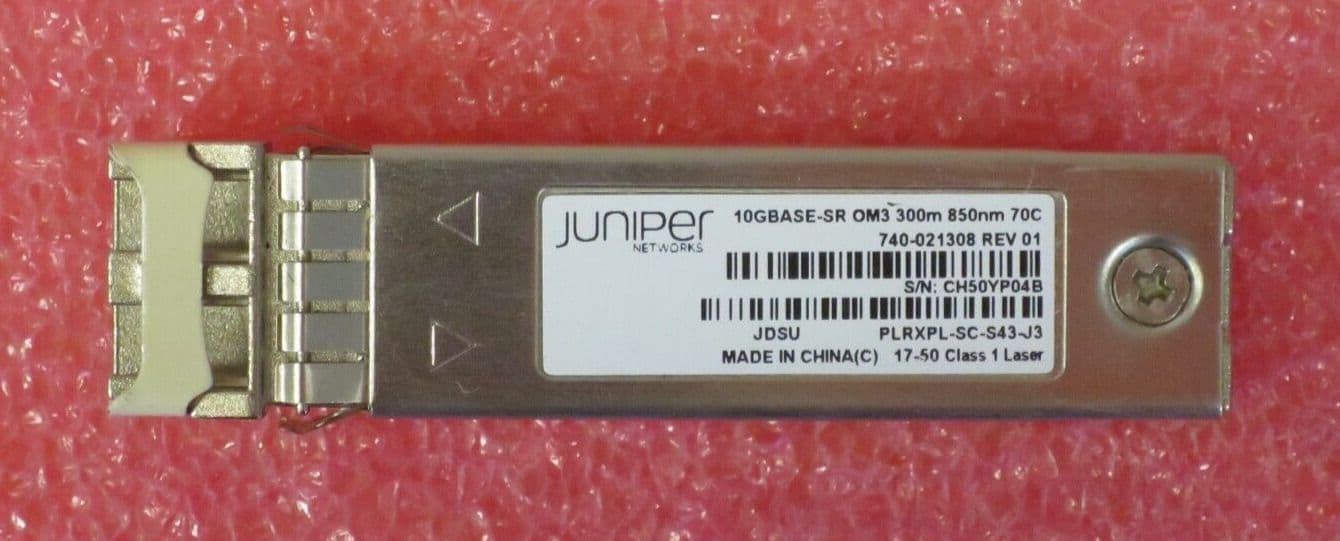 JUNIPEr
NETWORKS
10GBASE-SR OM3 300m 850nm 70C
740-021308 REV 01
S/N: CH50YP04B
JDSU PLRXPL-SC-S43-J3
MADE IN CHINA(C) 17-50 Class 1 Laser